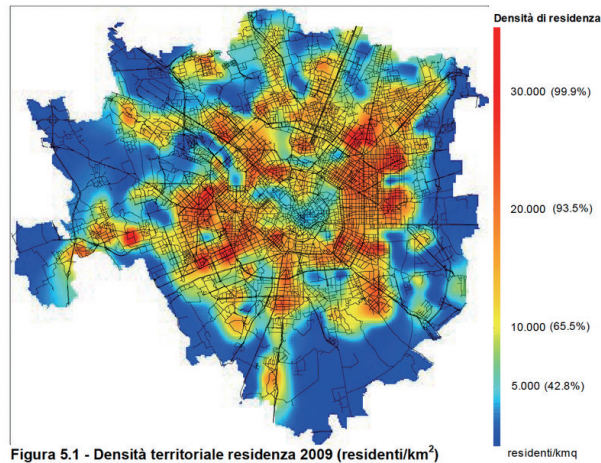 Densità di residenza
30.000 (99.9%)
20.000 (93.5%)
10.000 (65.5%)
5.000 (42.8%)
residenti/kmq
Figura 5.1 - Densità territoriale residenza 2009 (residenti/km²)